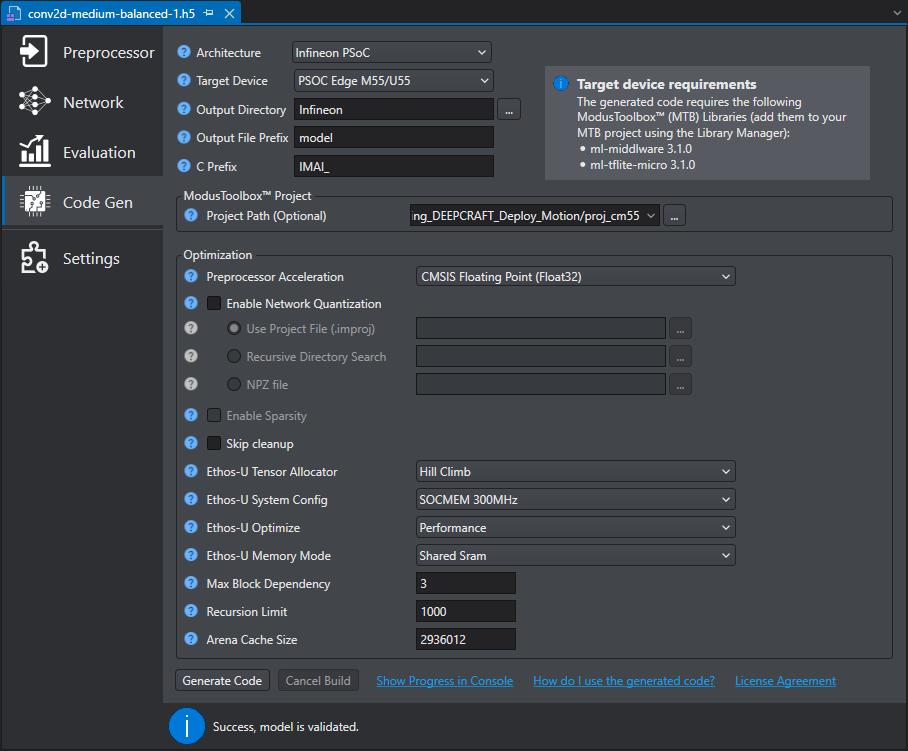 conv2d-medium-balanced-1.h5
Preprocessor
Network
Evaluation
Code Gen
Settings
Architecture
Infineon PSoC
Target Device
PSOC Edge M55/U55
Output Directory
Infineon
...
Output File Prefix
model
C Prefix
IMAI_
Target device requirements
The generated code requires the following
ModusToolbox™ (MTB) Libraries (add them to your
MTB project using the Library Manager):
• ml-middlware 3.1.0
• ml-tflite-micro 3.1.0
ModusToolbox™ Project
Project Path (Optional)
ing_DEEPCRAFT_Deploy_Motion/proj_cm55
...
Optimization
Preprocessor Acceleration
CMSIS Floating Point (Float32)
Enable Network Quantization
Use Project File (.improj)
...
Recursive Directory Search
...
NPZ file
...
Enable Sparsity
Skip cleanup
Ethos-U Tensor Allocator
Hill Climb
Ethos-U System Config
SOCMEM 300MHz
Ethos-U Optimize
Performance
Ethos-U Memory Mode
Shared Sram
Max Block Dependency
3
Recursion Limit
1000
Arena Cache Size
2936012
Generate Code
Cancel Build
Show Progress in Console
How do I use the generated code?
License Agreement
Success, model is validated.